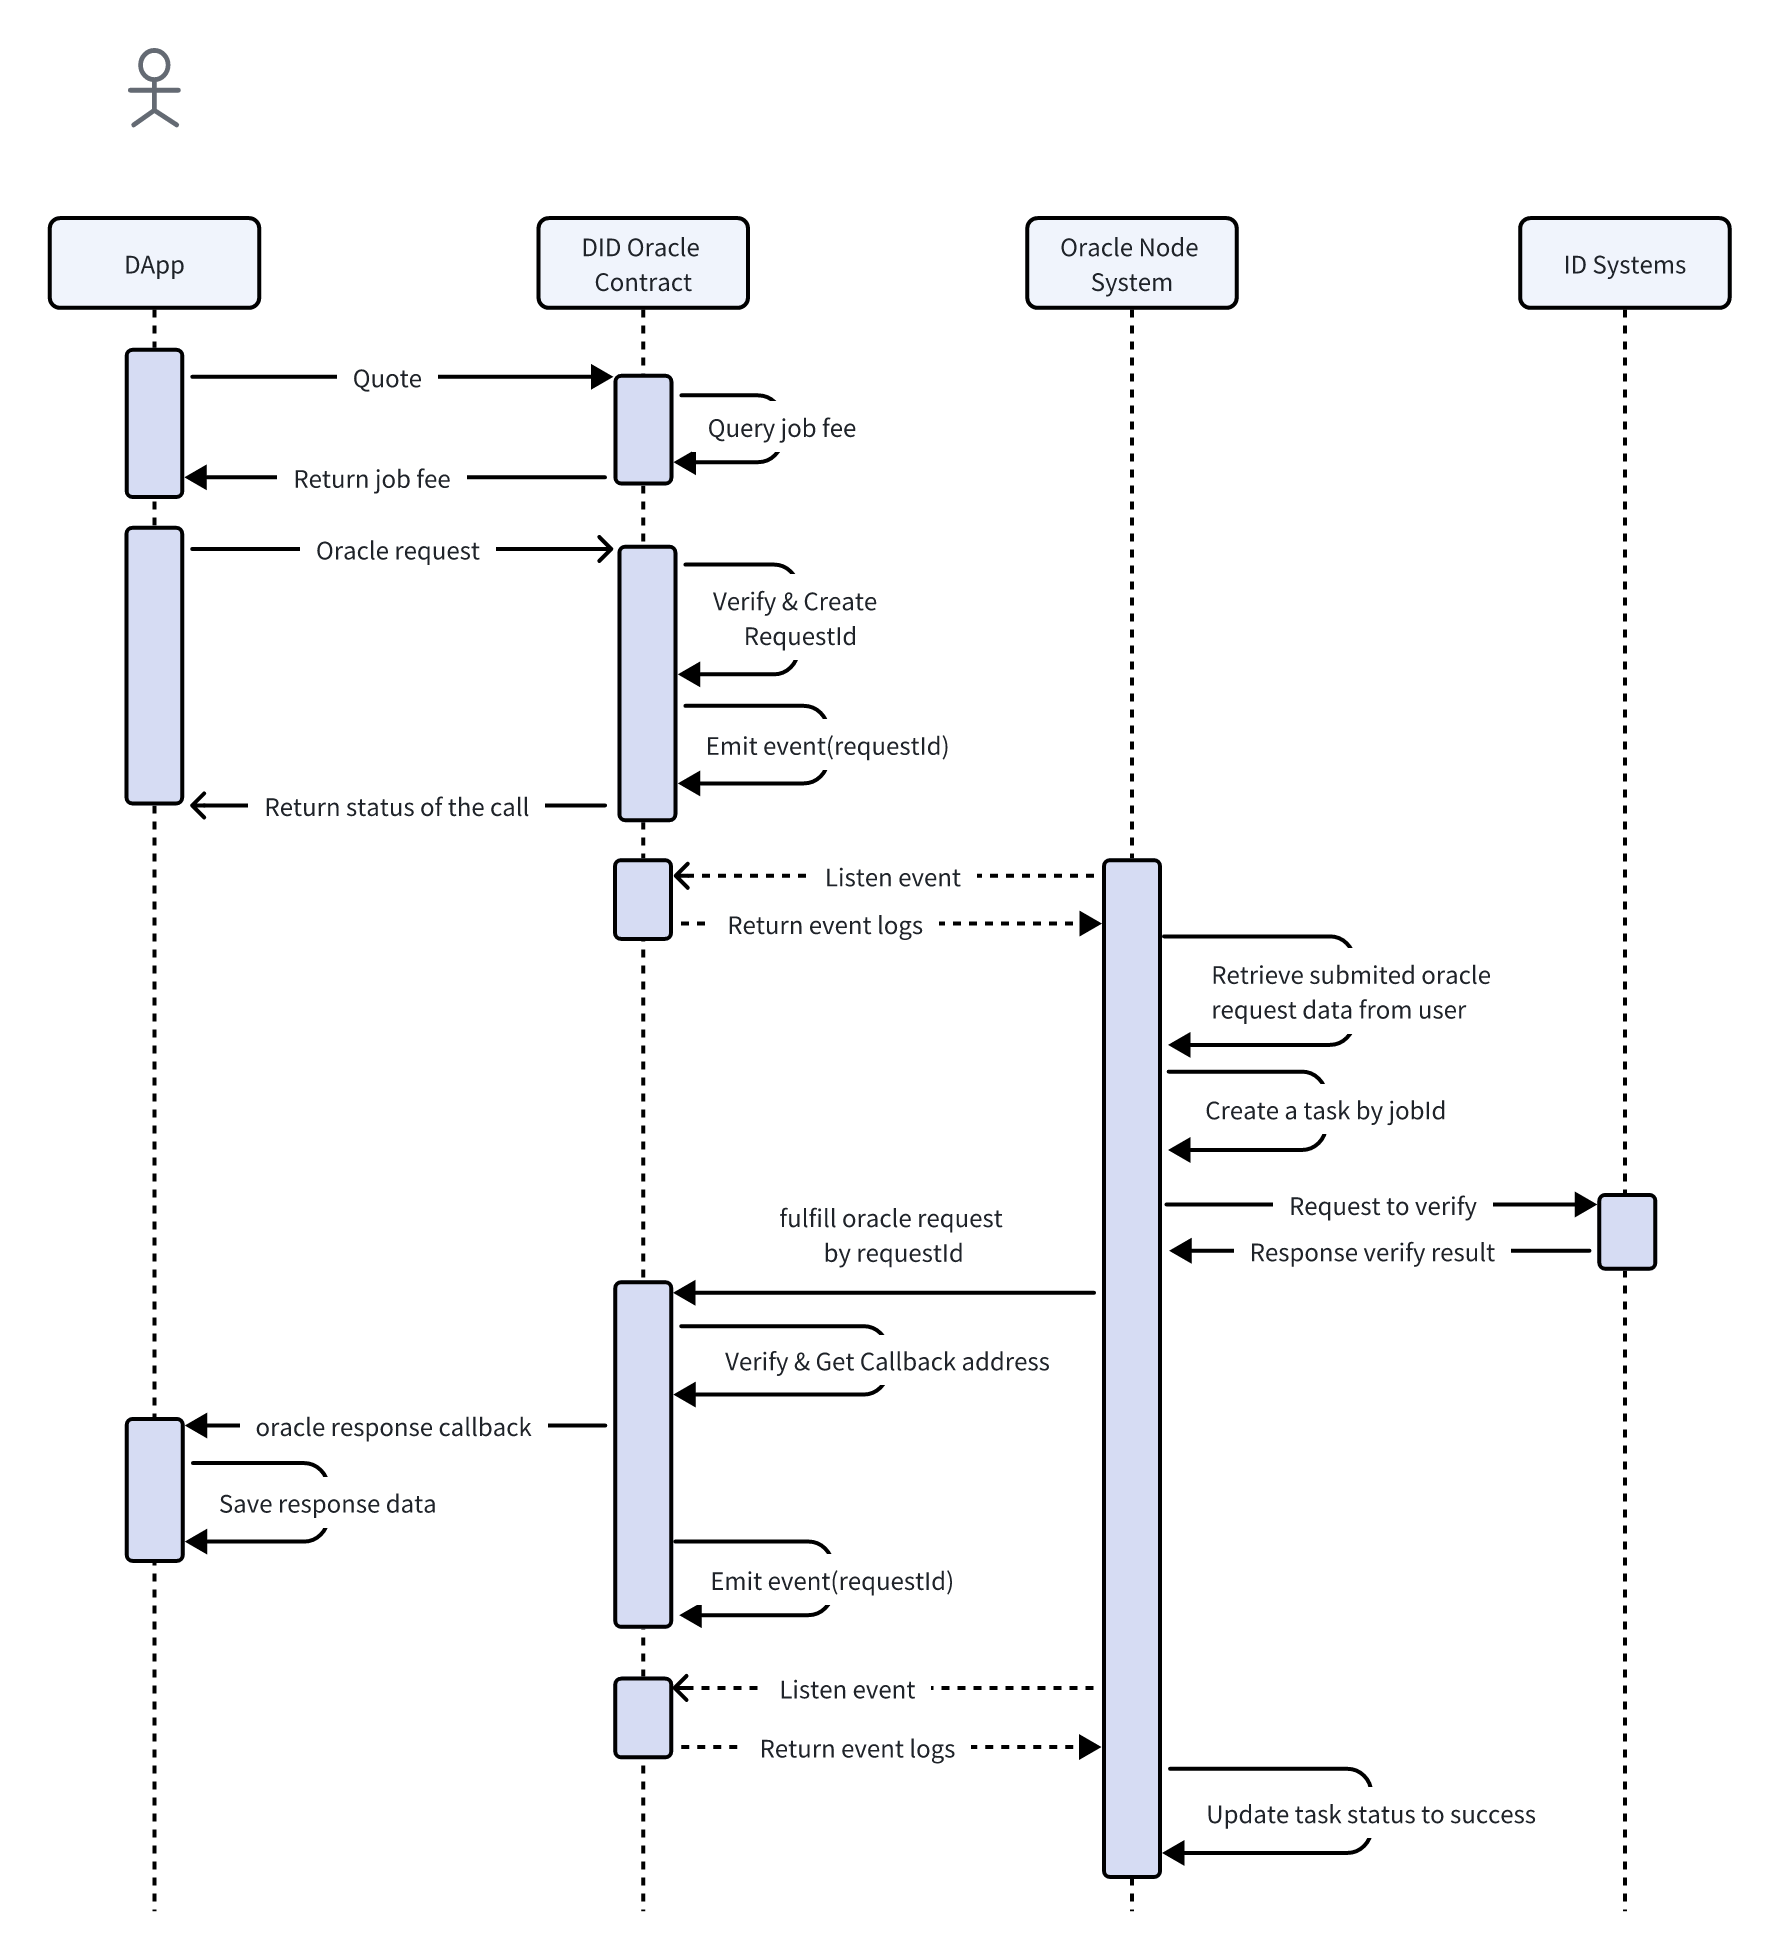 DApp
DID Oracle
Contract
Oracle Node
System
ID Systems
Quote
Query job fee
Return job fee
Oracle request
Verify & Create
RequestId
Emit event(requestId)
Return status of the call
Listen event
Return event logs
Retrieve submited oracle
request data from user
Create a task by jobId
Request to verify
fulfill oracle request
by requestId
Response verify result
Verify & Get Callback address
oracle response callback
Save response data
Emit event(requestId)
Listen event
Return event logs
Update task status to success